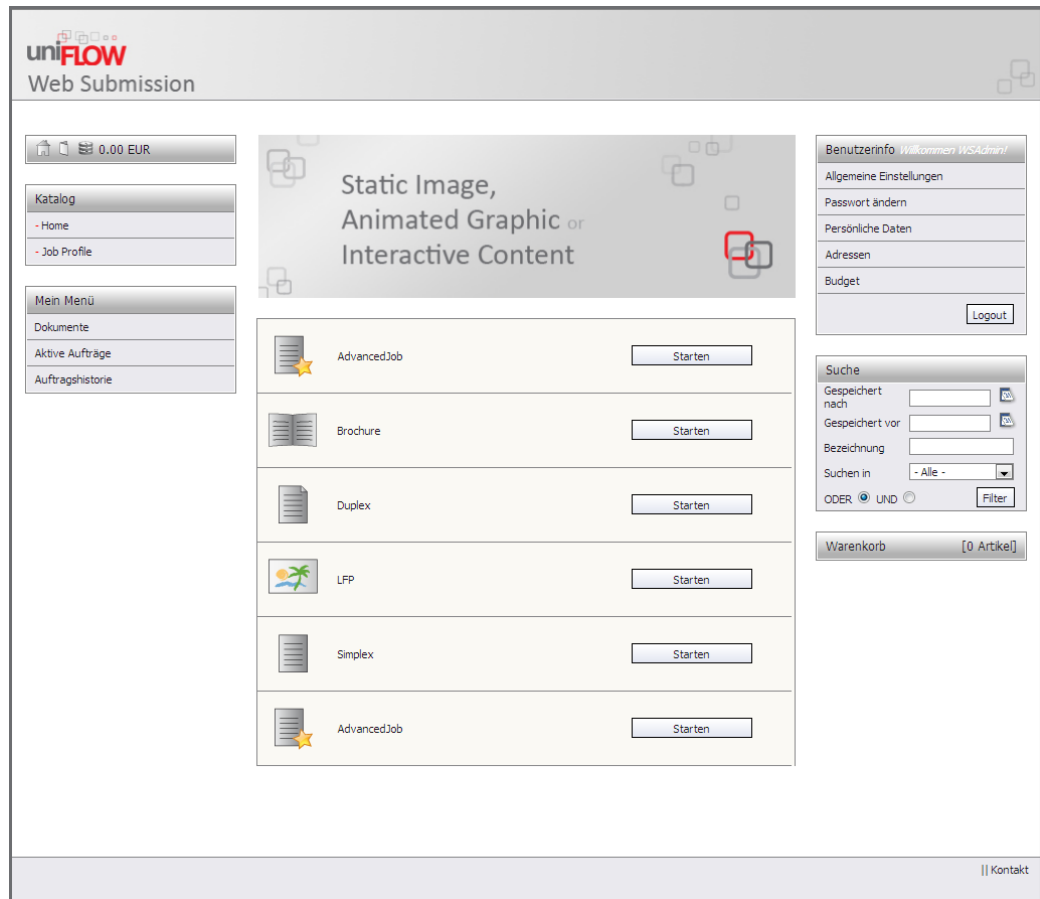 uniFLOW
Web Submission
0.00 EUR
Katalog
- Home
- Job Profile
Mein Menü
Dokumente
Aktive Aufträge
Auftragshistorie
Static Image,
Animated Graphic or
Interactive Content
AdvancedJob Starten
Brochure Starten
Duplex Starten
LFP Starten
Simplex Starten
AdvancedJob Starten
Benutzerinfo Willkommen WSAdmin!
Allgemeine Einstellungen
Passwort ändern
Persönliche Daten
Adressen
Budget
Logout
Suche
Gespeichert
nach
Gespeichert vor
Bezeichnung
Suchen in - Alle -
ODER UND Filter
Warenkorb [0 Artikel]
|| Kontakt